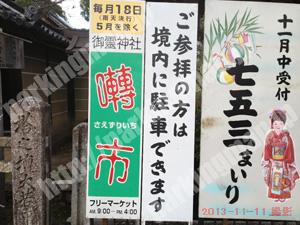 毎月18日
(雨天決行)
5月を除く
御靈神社
囀市
さえずりいち
フリーマーケット
AM. 9:00 ~ PM. 4:00
ご参拝の方は
境内に駐車できます
十一月中受付
七五三まいり
2013-11-11 撮影